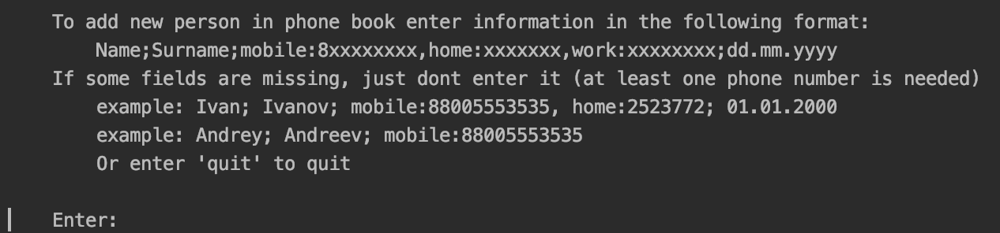 To add new person in phone book enter information in the following format:
Name;Surname;mobile:8xxxxxxxx,home:xxxxxxx,work:xxxxxxxx;dd.mm.yyyy
If some fields are missing, just dont enter it (at least one phone number is needed)
example: Ivan; Ivanov; mobile:88005553535, home:2523772; 01.01.2000
example: Andrey; Andreev; mobile:88005553535
Or enter 'quit' to quit
Enter: